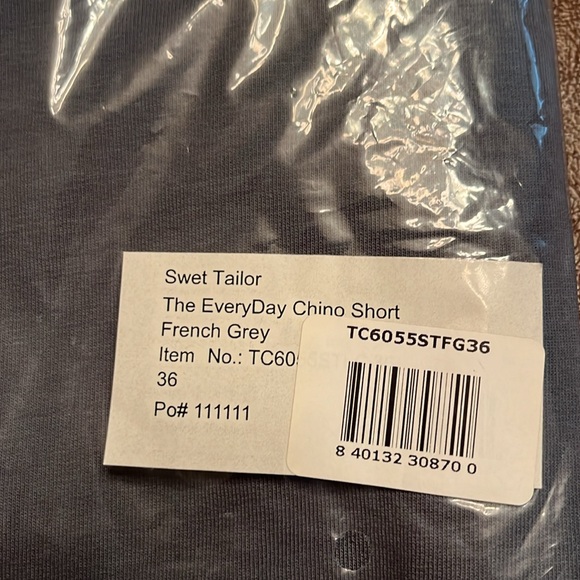 Swet Tailor
The EveryDay Chino Short
French Grey
Item No.: TC60
36
Po# 111111
TC6055STFG36
8 40132 30870 0